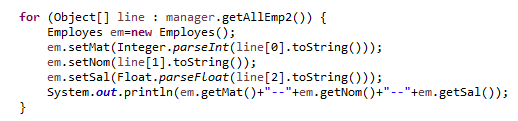 for (Object[] line : manager.getAllEmp2()) {
Employes em=new Employes();
em.setMat(Integer.parseInt(line[0].toString()));
em.setNom(line[1].toString());
em.setSal(Float.parseFloat(line[2].toString()));
System.out.println(em.getMat()+"--"+em.getNom()+"--"+em.getSal());
}